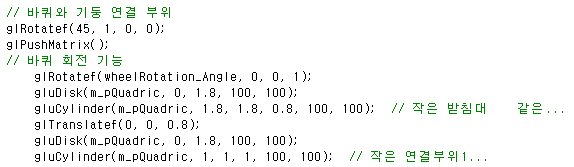 // 바퀴와 기둥 연결 부위
glRotatef(45, 1, 0, 0);
glPushMatrix();
// 바퀴 회전 기능
glRotatef(wheelRotation_Angle, 0, 0, 1);
gluDisk(m_pQuadric, 0, 1.8, 100, 100);
gluCylinder(m_pQuadric, 1.8, 1.8, 0.8, 100, 100);  // 작은 받침대    같은...
glTranslatef(0, 0, 0.8);
gluDisk(m_pQuadric, 0, 1.8, 100, 100);
gluCylinder(m_pQuadric, 1, 1, 1, 100, 100);  // 작은 연결부위1...